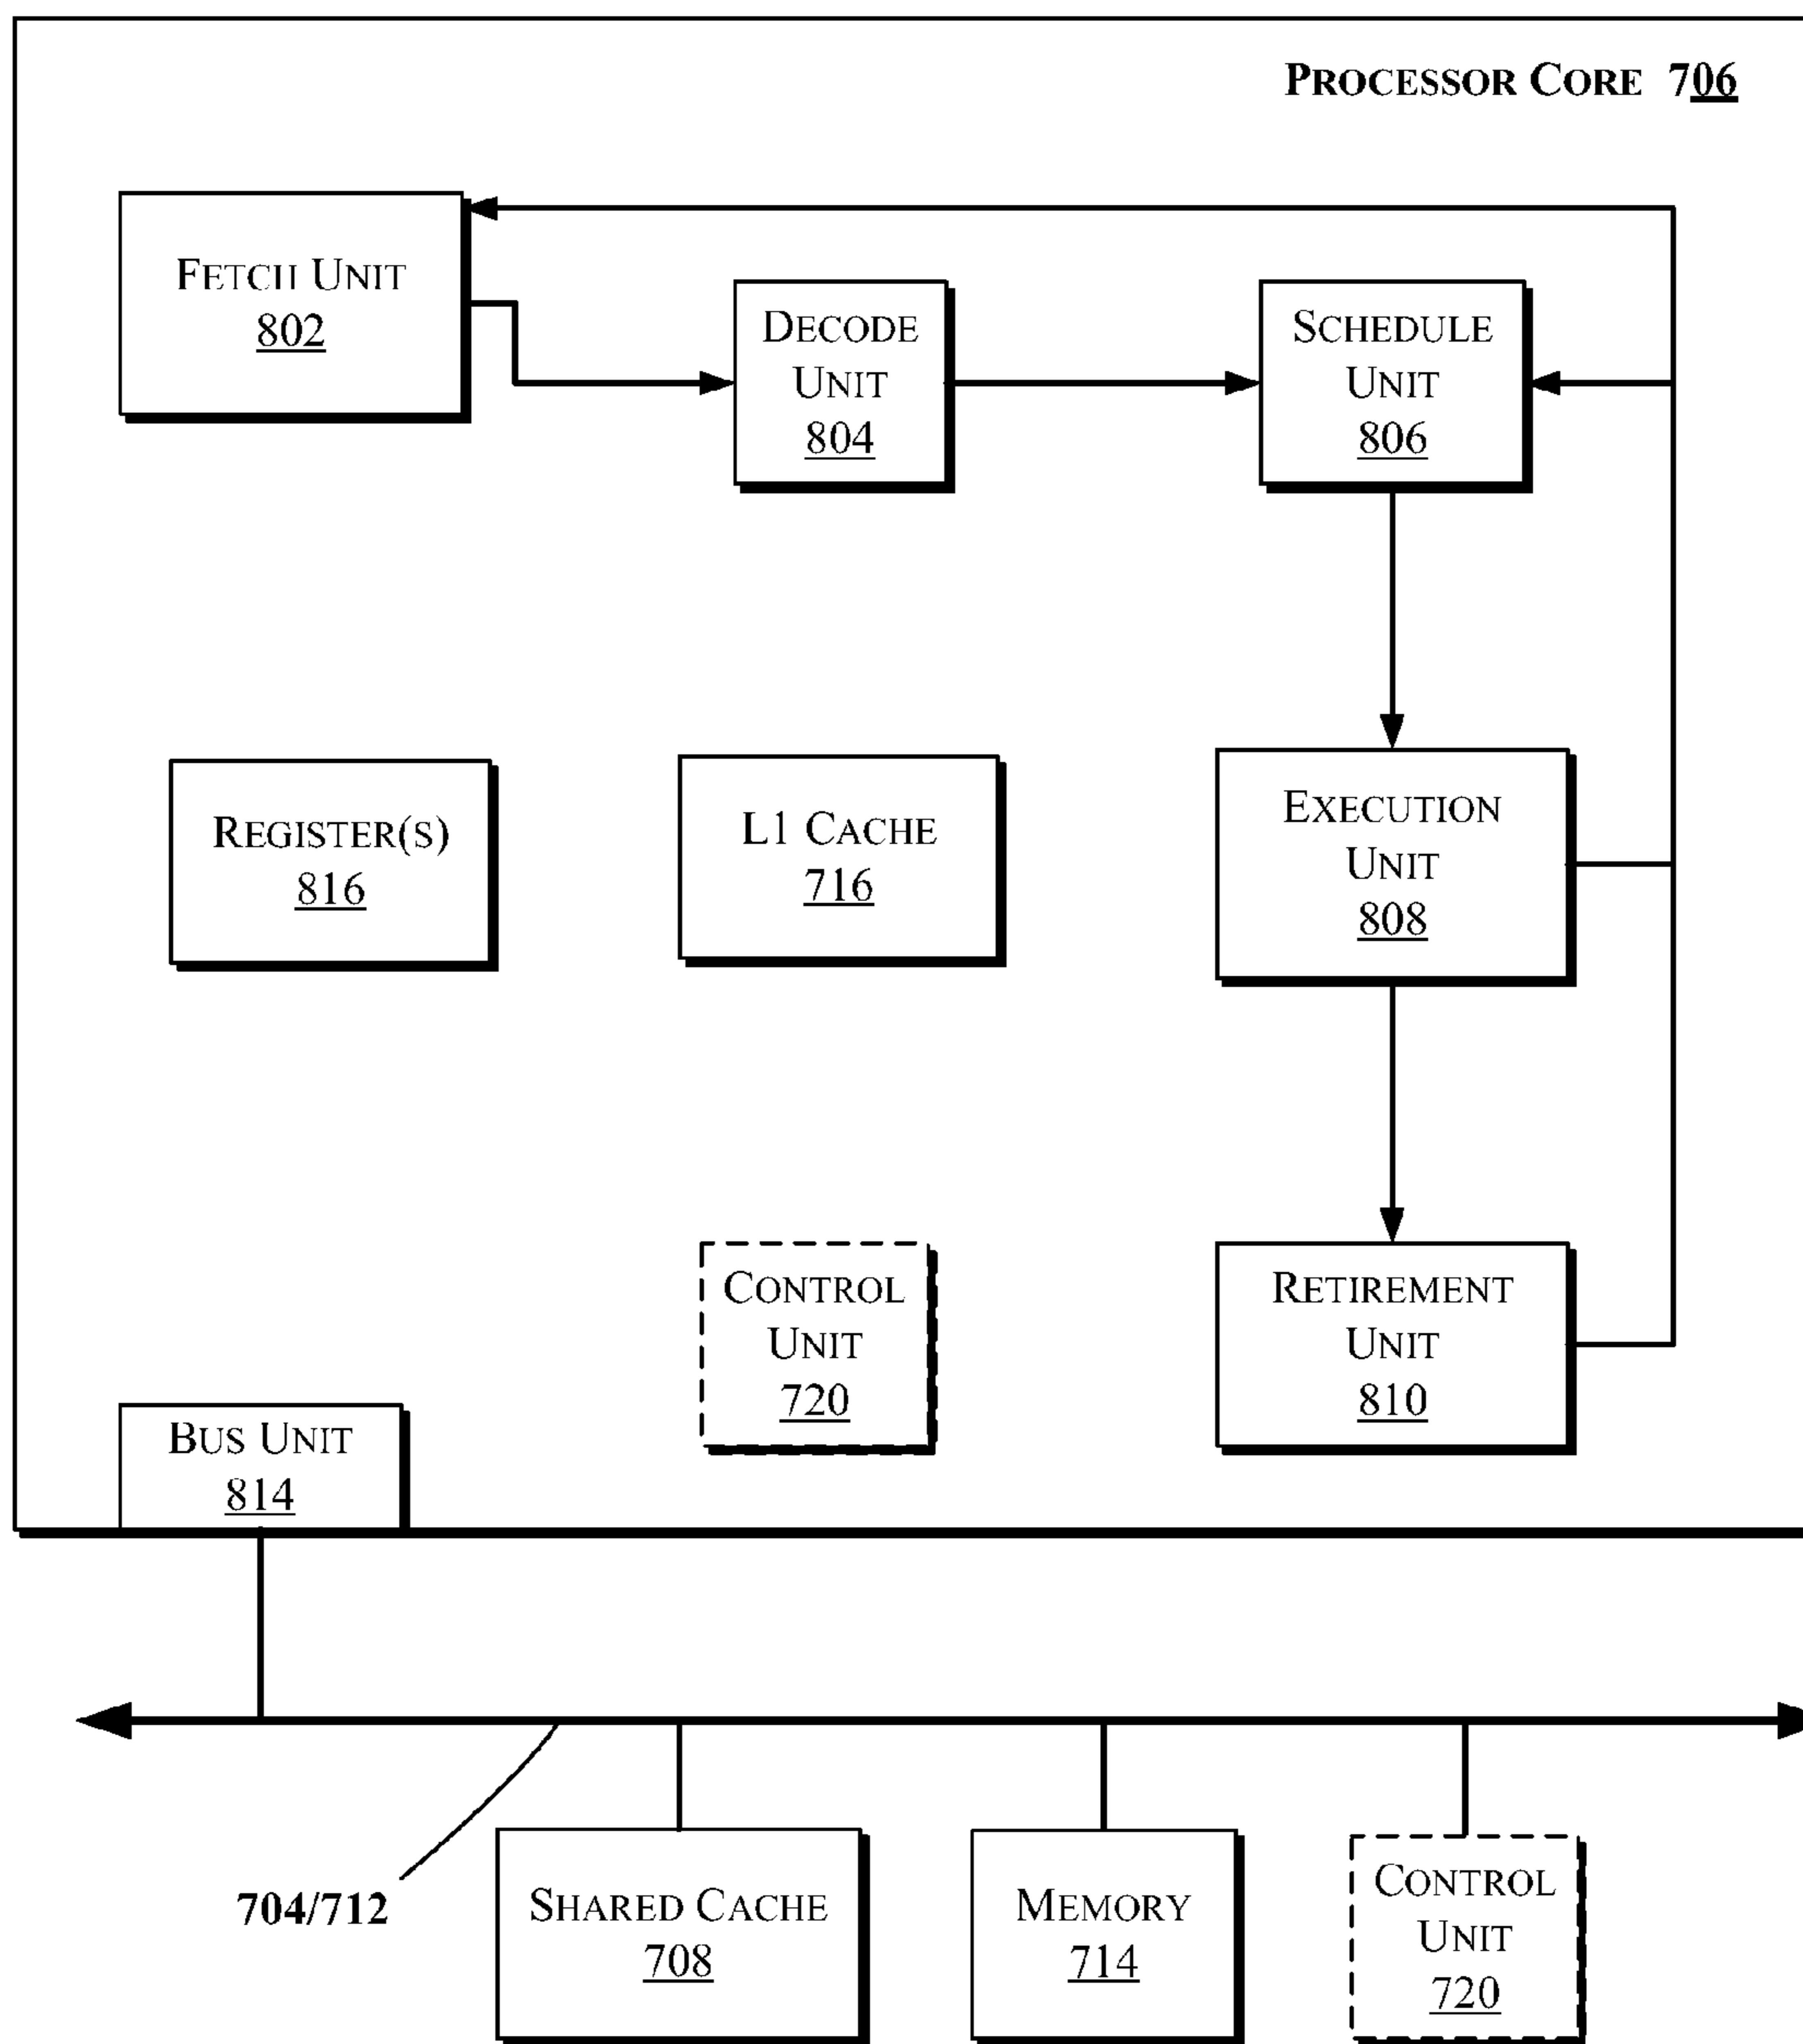 PROCESSOR CORE 706
FETCH UNIT
802
DECODE
UNIT
804
SCHEDULE
UNIT
806
REGISTER(S)
816
L1 CACHE
716
EXECUTION
UNIT
808
CONTROL
UNIT
720
RETIREMENT
UNIT
810
BUS UNIT
814
704/712
SHARED CACHE
708
MEMORY
714
CONTROL
UNIT
720